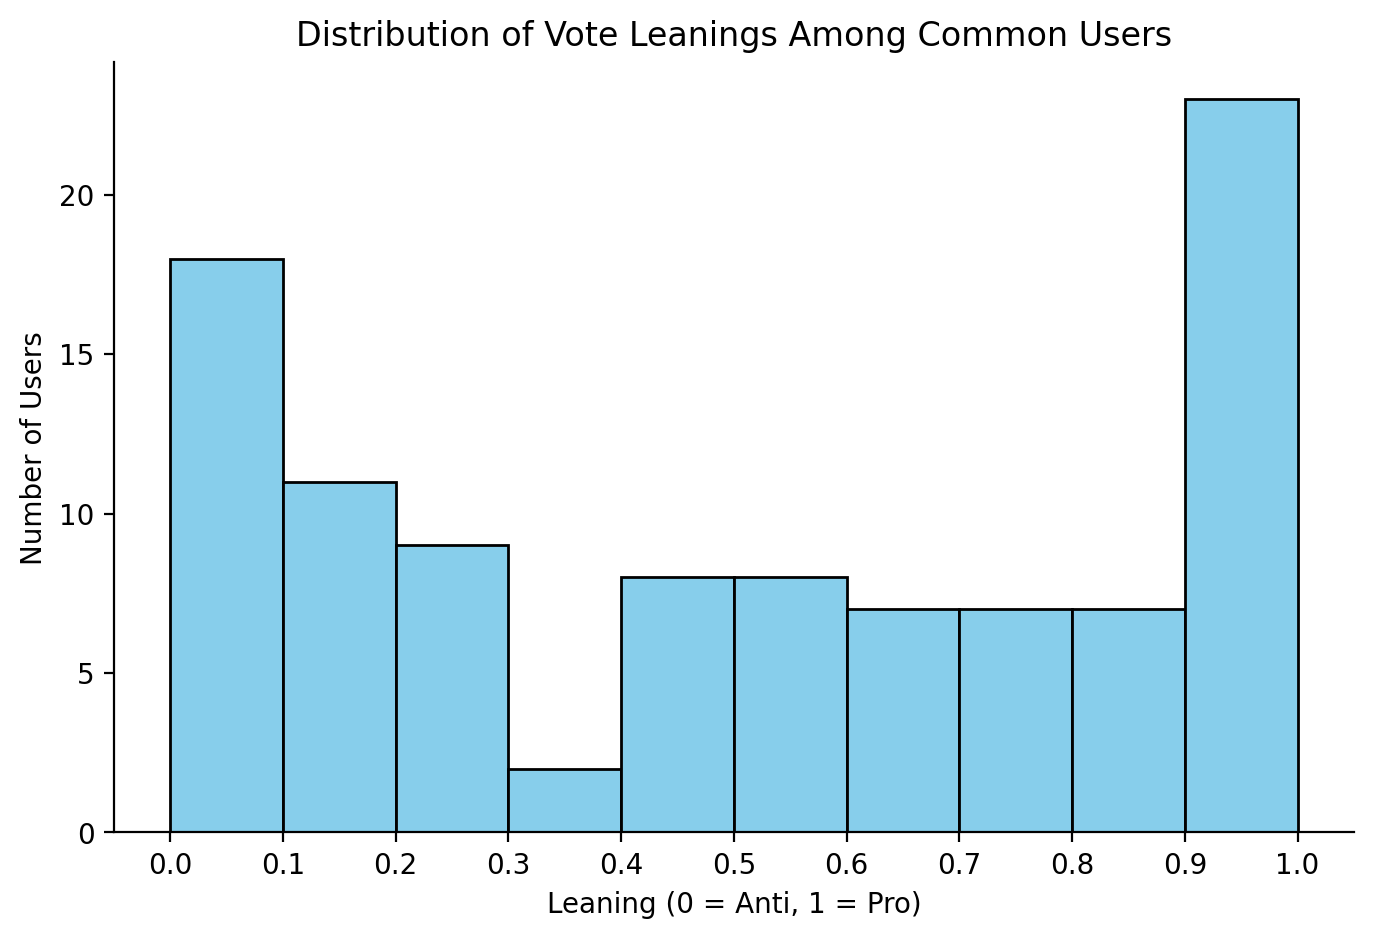 Distribution of Vote Leanings Among Common Users
Number of Users
20
15
10
5
0
0.0 0.1 0.2 0.3 0.4 0.5 0.6 0.7 0.8 0.9 1.0
Leaning (0 = Anti, 1 = Pro)